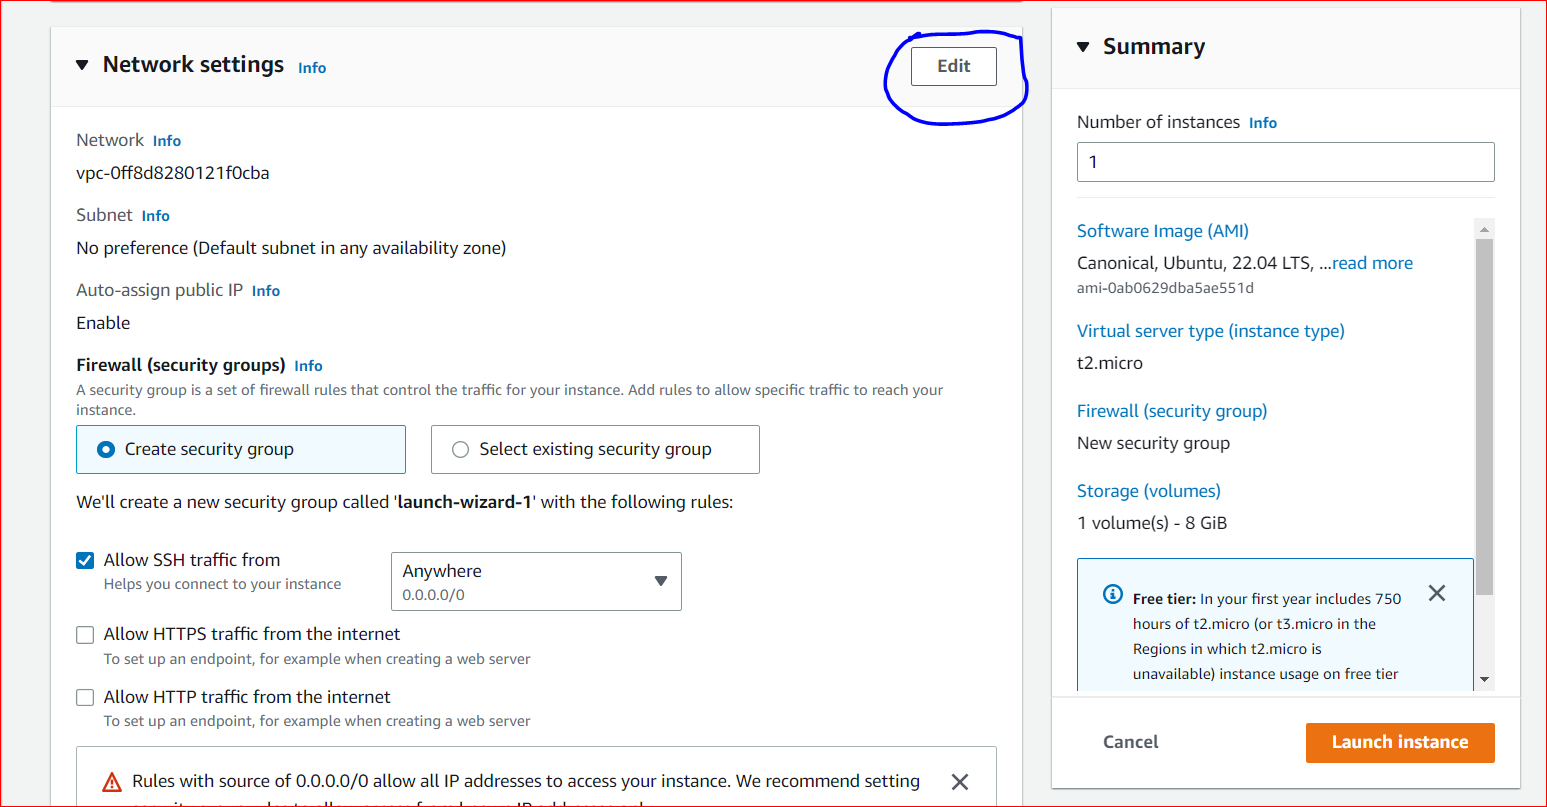 Network settings Info
Edit
Network Info
vpc-0ff8d8280121f0cba
Subnet Info
No preference (Default subnet in any availability zone)
Auto-assign public IP Info
Enable
Firewall (security groups) Info
A security group is a set of firewall rules that control the traffic for your instance. Add rules to allow specific traffic to reach your
instance.
Create security group
Select existing security group
We'll create a new security group called 'launch-wizard-1' with the following rules:
Allow SSH traffic from
Helps you connect to your instance
Anywhere
0.0.0.0/0
Allow HTTPS traffic from the internet
To set up an endpoint, for example when creating a web server
Allow HTTP traffic from the internet
To set up an endpoint, for example when creating a web server
Rules with source of 0.0.0.0/0 allow all IP addresses to access your instance. We recommend setting
Summary
Number of instances Info
1
Software Image (AMI)
Canonical, Ubuntu, 22.04 LTS, ...read more
ami-0ab0629dba5ae551d
Virtual server type (instance type)
t2.micro
Firewall (security group)
New security group
Storage (volumes)
1 volume(s) - 8 GiB
Free tier: In your first year includes 750
hours of t2.micro (or t3.micro in the
Regions in which t2.micro is
unavailable) instance usage on free tier
Cancel
Launch instance